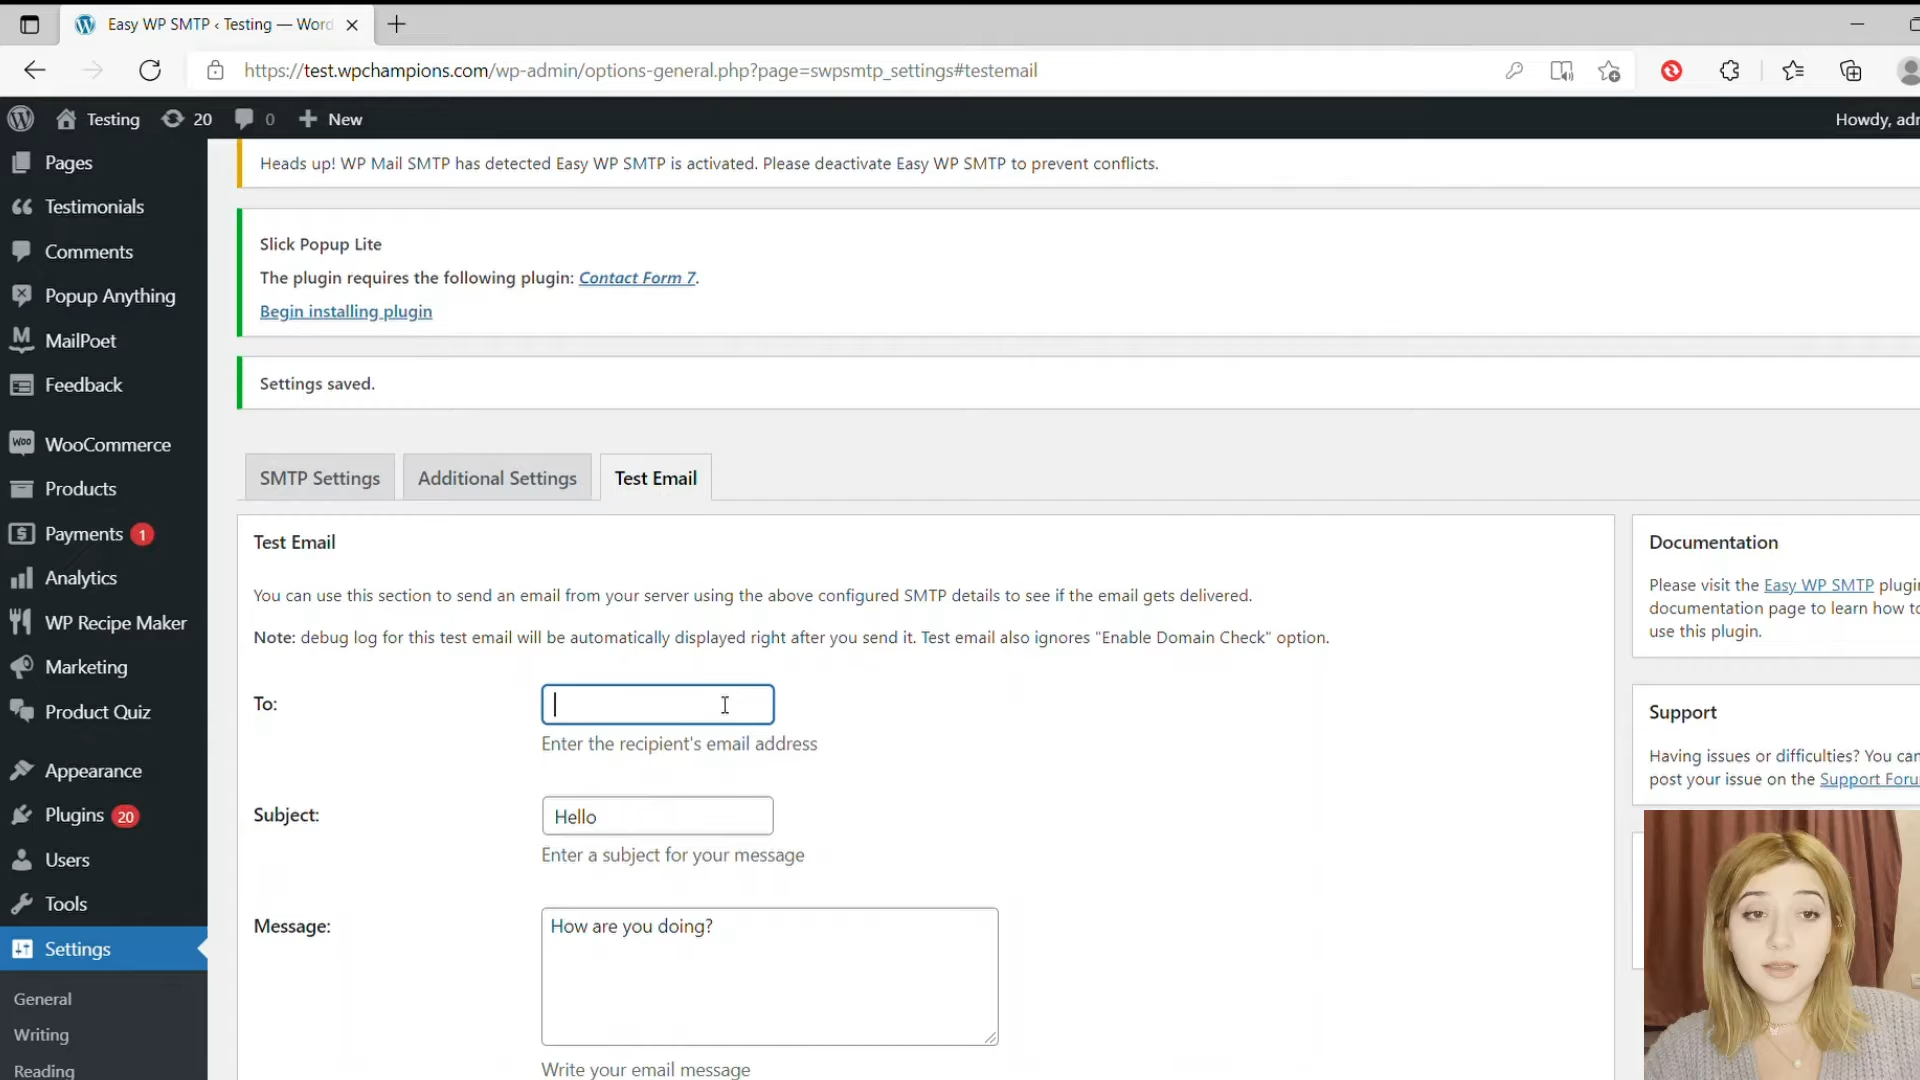 Easy WP SMTP ‹ Testing — Word
https://test.wpchampions.com/wp-admin/options-general.php?page=swpsmtp_settings#testemail
Testing
20
0
New
Howdy, adm
Pages
Testimonials
Comments
Popup Anything
MailPoet
Feedback
WooCommerce
Products
Payments 1
Analytics
WP Recipe Maker
Marketing
Product Quiz
Appearance
Plugins 20
Users
Tools
Settings
General
Writing
Reading
Heads up! WP Mail SMTP has detected Easy WP SMTP is activated. Please deactivate Easy WP SMTP to prevent conflicts.
Slick Popup Lite
The plugin requires the following plugin: Contact Form 7.
Begin installing plugin
Settings saved.
SMTP Settings
Additional Settings
Test Email
Test Email
You can use this section to send an email from your server using the above configured SMTP details to see if the email gets delivered.
Note: debug log for this test email will be automatically displayed right after you send it. Test email also ignores "Enable Domain Check" option.
To:
Enter the recipient's email address
Subject:
Hello
Enter a subject for your message
Message:
How are you doing?
Write your email message
Documentation
Please visit the Easy WP SMTP plugin
documentation page to learn how to
use this plugin.
Support
Having issues or difficulties? You can
post your issue on the Support Foru